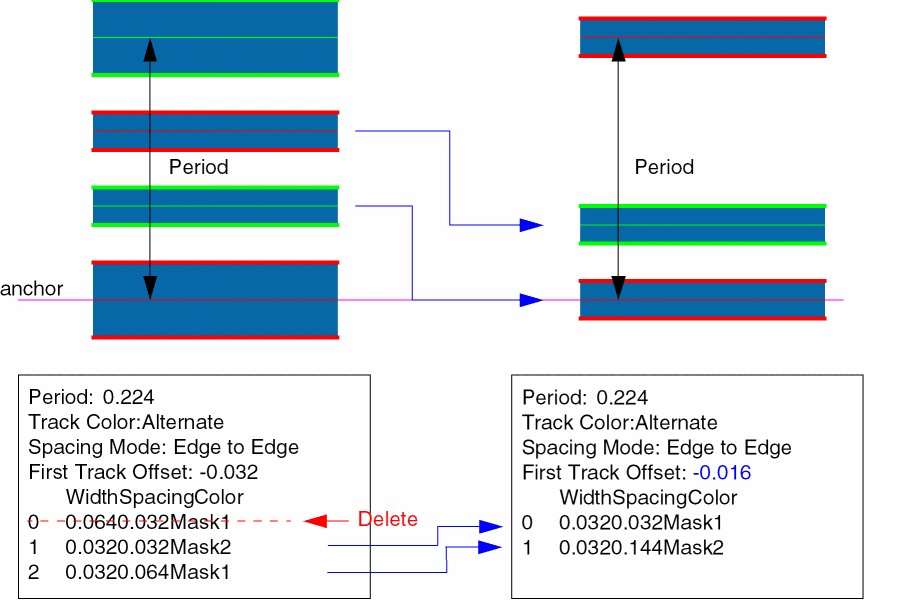 Period
Period
anchor
Period: 0.224
Track Color:Alternate
Spacing Mode: Edge to Edge
First Track Offset: -0.032
WidthSpacingColor
0 0.0640.032Mask1
Delete
1 0.0320.032Mask2
2 0.0320.064Mask1
Period: 0.224
Track Color:Alternate
Spacing Mode: Edge to Edge
First Track Offset: -0.016
WidthSpacingColor
0 0.0320.032Mask1
1 0.0320.144Mask2